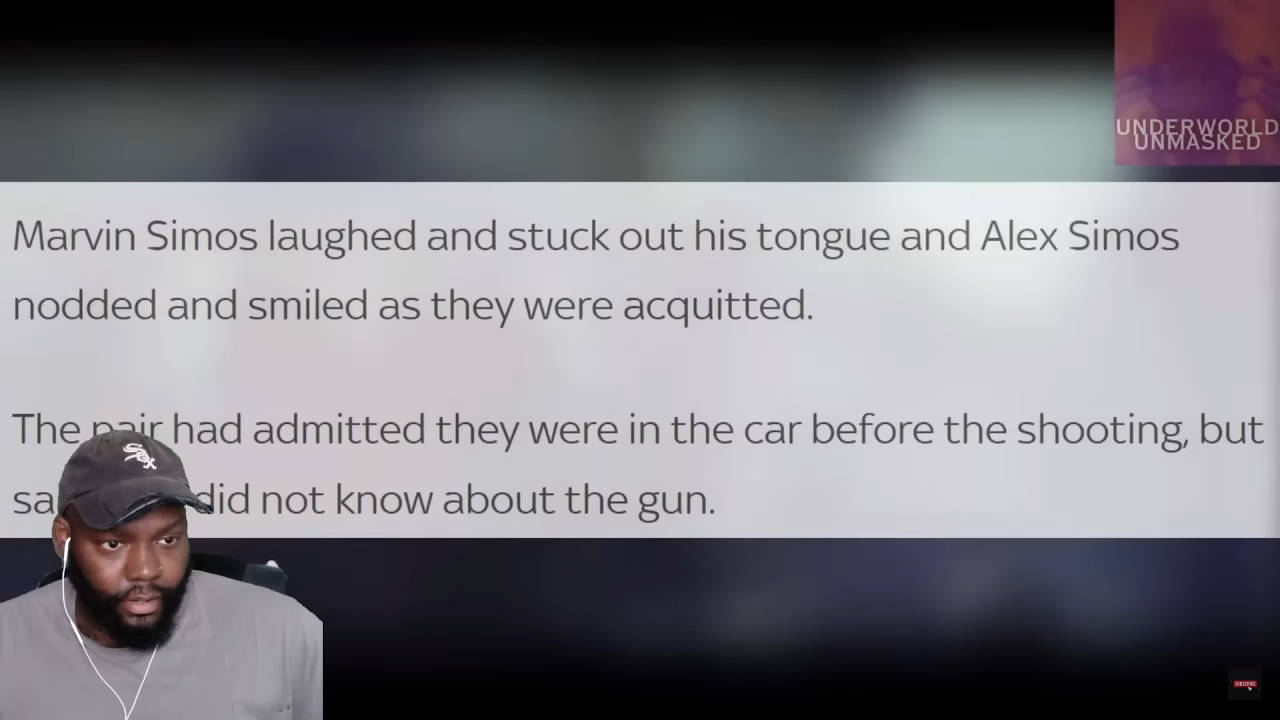 UNDERWORLD
UNMASKED
Marvin Simos laughed and stuck out his tongue and Alex Simos
nodded and smiled as they were acquitted.
The pair had admitted they were in the car before the shooting, but
did not know about the gun.
SUBSCRIBE